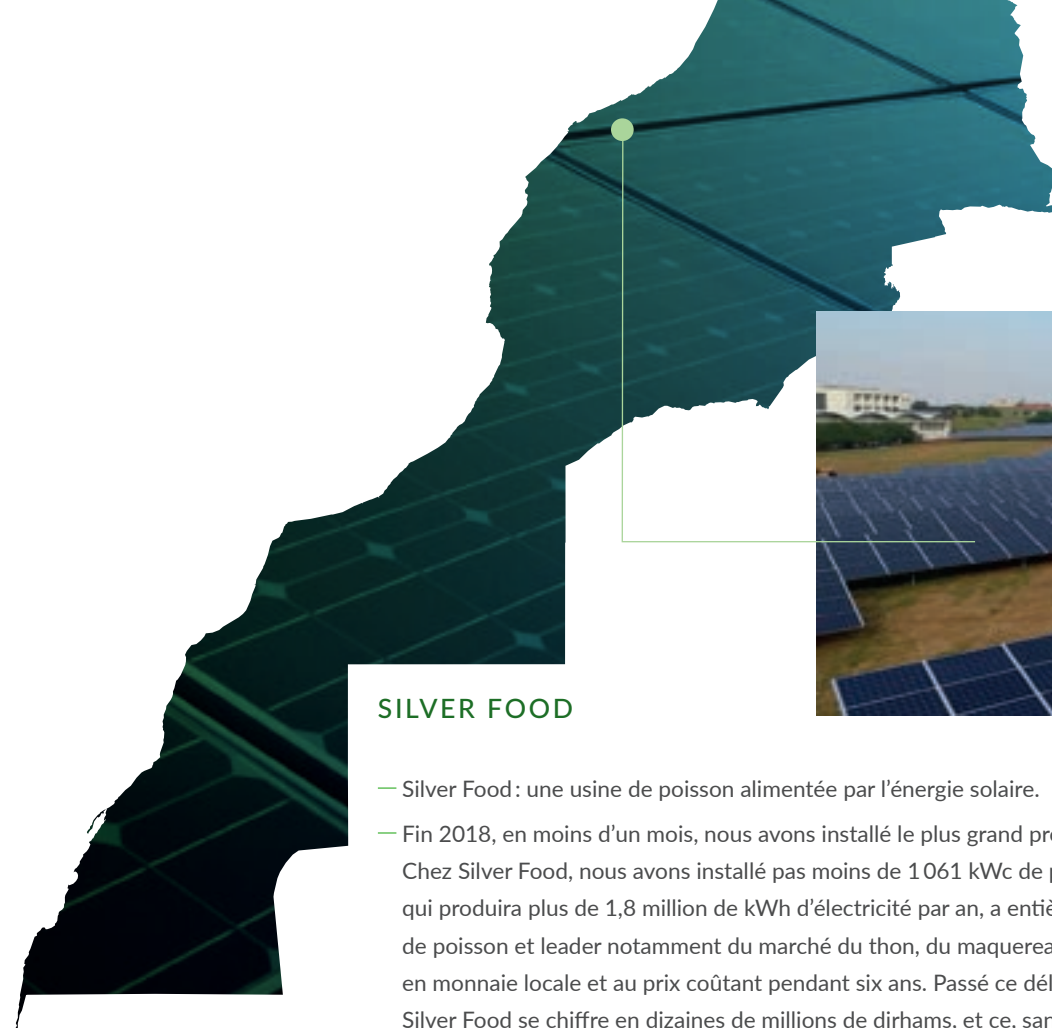 SILVER FOOD
— Silver Food : une usine de poisson alimentée par l’énergie solaire.
— Fin 2018, en moins d’un mois, nous avons installé le plus grand
Chez Silver Food, nous avons installé pas moins de 1 061 kWc de
qui produira plus de 1,8 million de kWh d’électricité par an, a
de poisson et leader notamment du marché du thon, du
en monnaie locale et au prix coûtant pendant six ans. Passé ce
Silver Food se chiffre en dizaines de millions de dirhams, et ce,